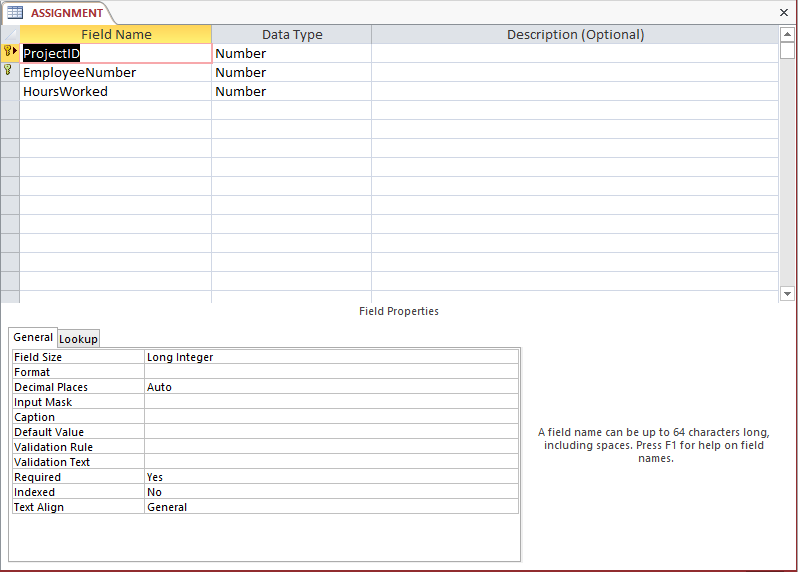 ASSIGNMENT
Field Name Data Type Description (Optional)
ProjectID Number
EmployeeNumber Number
HoursWorked Number
Field Properties
General Lookup
Field Size Long Integer
Format
Decimal Places Auto
Input Mask
Caption
Default Value
Validation Rule
Validation Text
Required Yes
Indexed No
Text Align General
A field name can be up to 64 characters long,
including spaces. Press F1 for help on field
names.